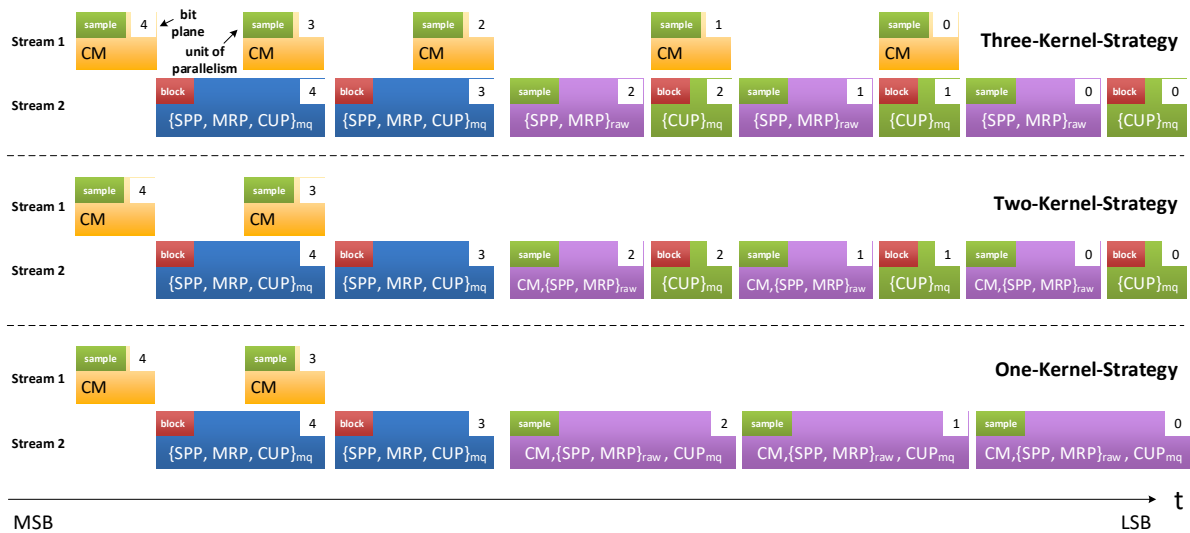 sample 4 bit plane sample 3 sample 2 sample 1 sample 0
Stream 1 CM unit of parallelism CM CM CM CM Three-Kernel-Strategy
block 4 block 3 sample 2 block 2 sample 1 block 1 sample 0 block 0
Stream 2 {SPP, MRP, CUP}mq {SPP, MRP, CUP}mq {SPP, MRP}raw {CUP}mq {SPP, MRP}raw {CUP}mq {SPP, MRP}raw {CUP}mq
sample 4 sample 3
Stream 1 CM CM Two-Kernel-Strategy
block 4 block 3 sample 2 block 2 sample 1 block 1 sample 0 block 0
Stream 2 {SPP, MRP, CUP}mq {SPP, MRP, CUP}mq CM,{SPP, MRP}raw {CUP}mq CM,{SPP, MRP}raw {CUP}mq CM,{SPP, MRP}raw {CUP}mq
sample 4 sample 3
Stream 1 CM CM One-Kernel-Strategy
block 4 block 3 sample 2 sample 1 sample 0
Stream 2 {SPP, MRP, CUP}mq {SPP, MRP, CUP}mq CM,{SPP, MRP}raw , CUPmq CM,{SPP, MRP}raw , CUPmq CM,{SPP, MRP}raw , CUPmq
t
MSB LSB